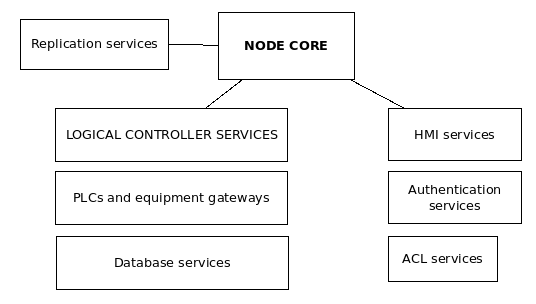 Replication services
NODE CORE
LOGICAL CONTROLLER SERVICES
HMI services
PLCs and equipment gateways
Authentication
services
Database services
ACL services